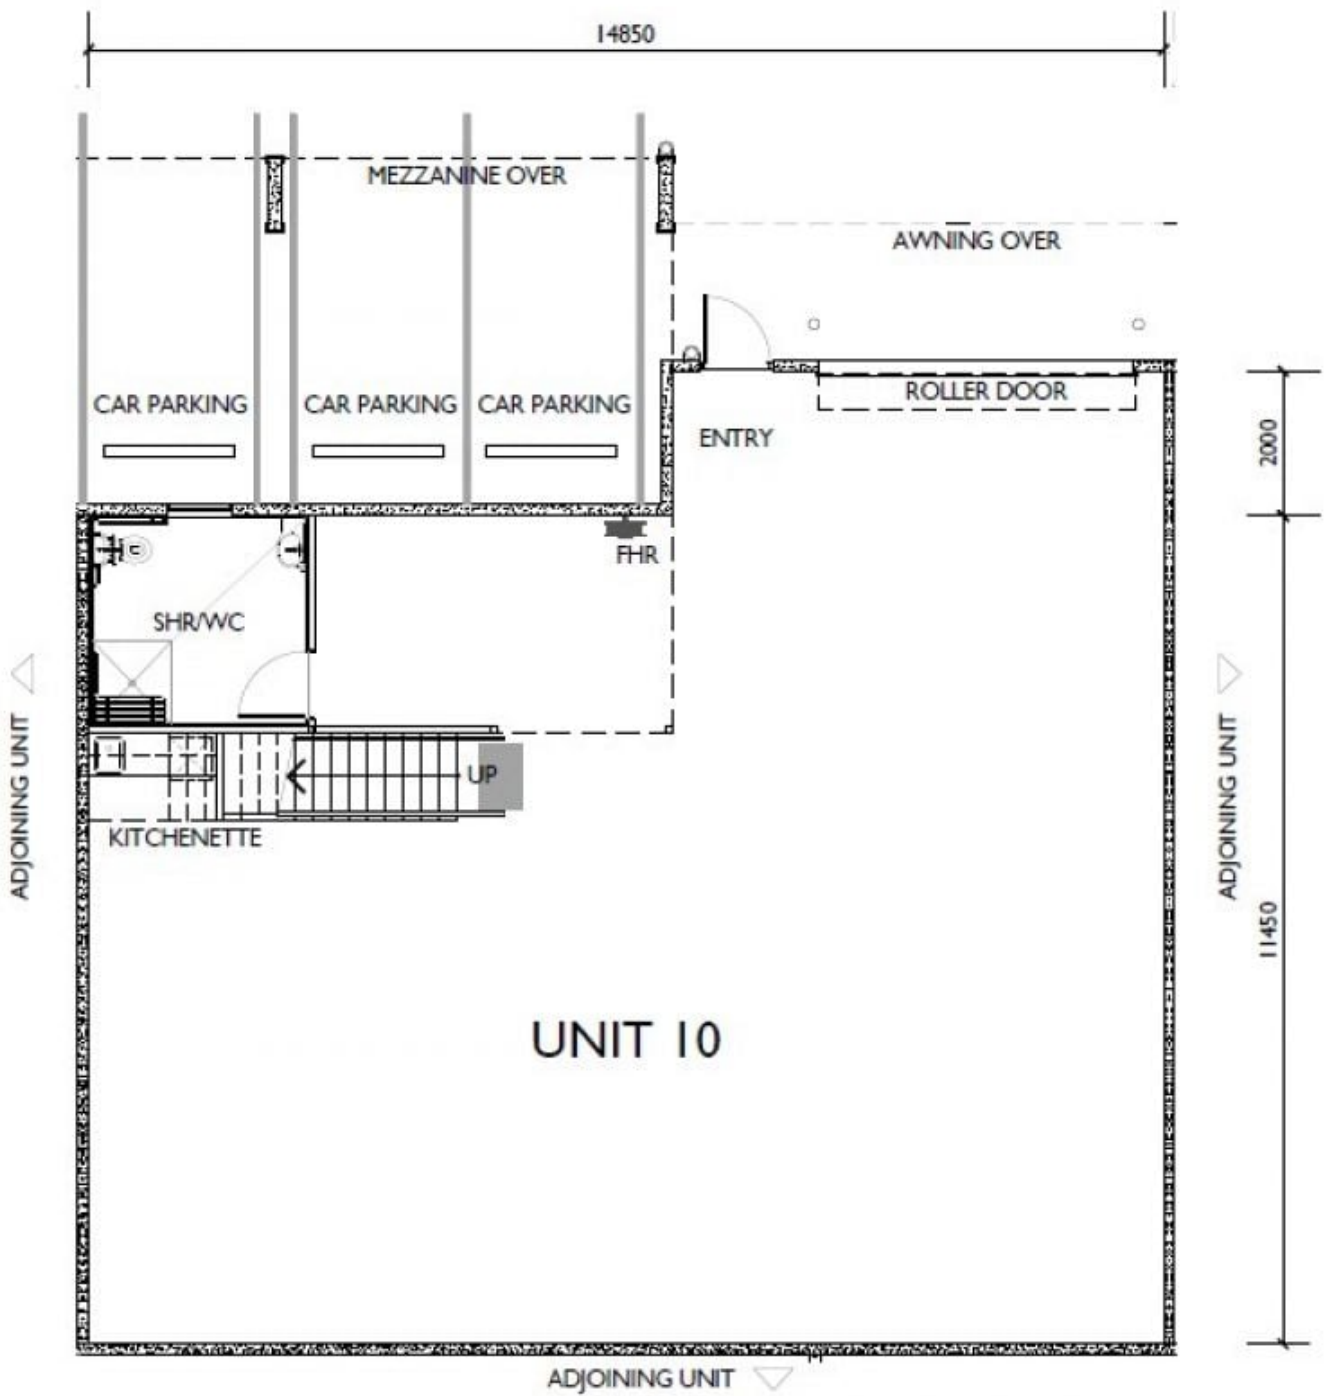 14850
MEZZANINE OVER
AWNING OVER
CAR PARKING
CAR PARKING
CAR PARKING
ROLLER DOOR
ENTRY
2000
FHR
SHR/WC
ADJOINING UNIT
ADJOINING UNIT
UP
KITCHENETTE
11450
UNIT 10
ADJOINING UNIT